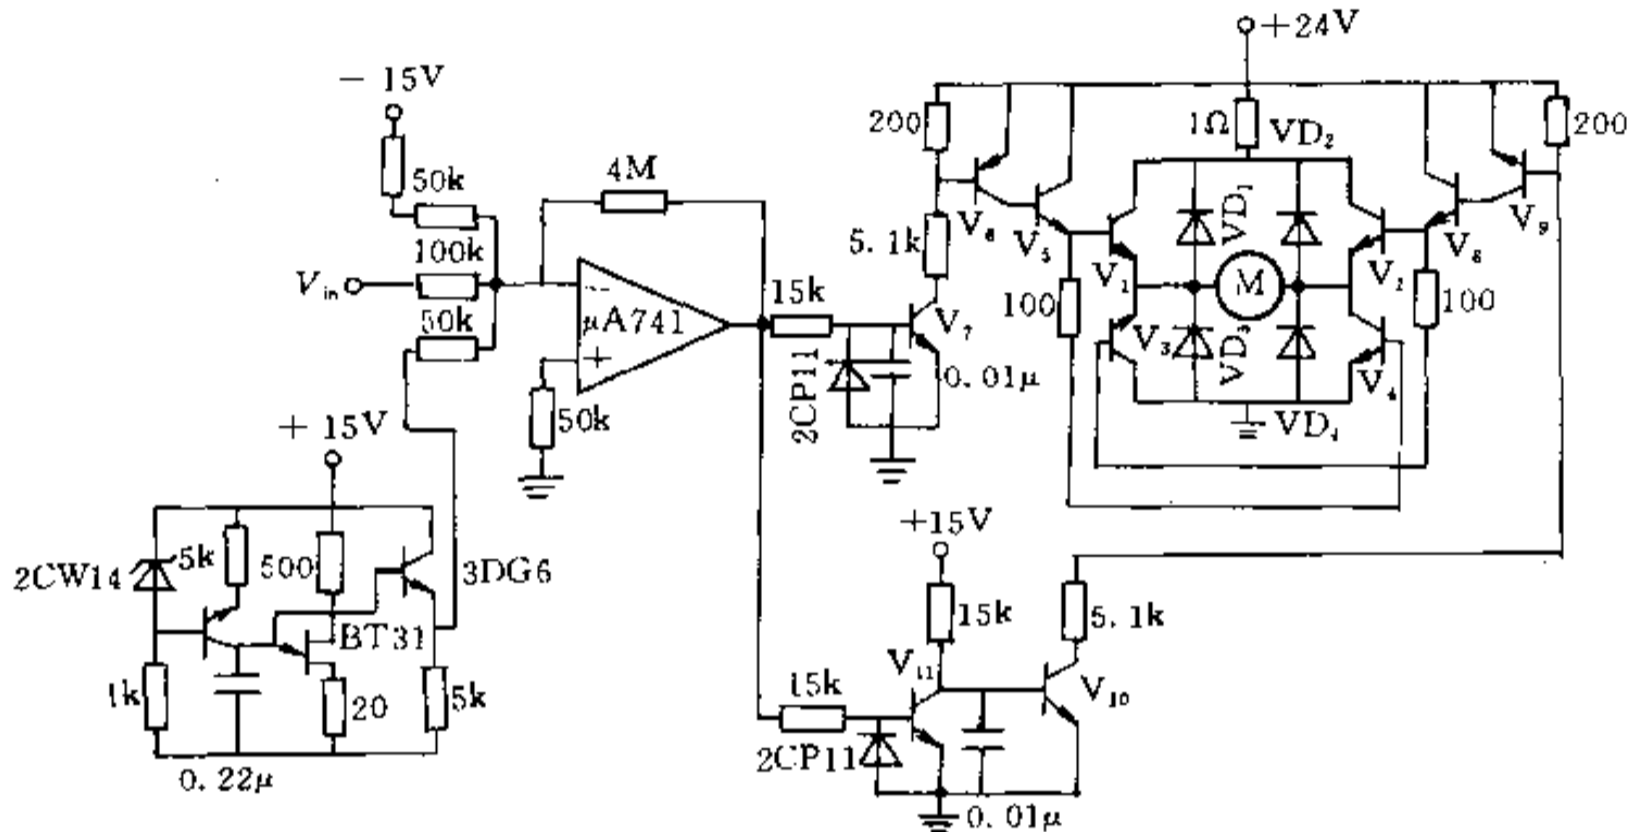 +24V
− 15V
200
1Ω
VD₂
200
4M
50k
VD₁
V₆
V₅
V₈
V₉
5. 1k
100k
Vᵢₙ
15k
M
V₁
V₂
100
100
50k
μA741
−
+
V₇
V₃
VD₃
V₄
2CP11
0. 01μ
50k
VD₄
+ 15V
+15V
5k
500
3DG6
2CW14
15k
5. 1k
BT31
V₁₁
1k
20
5k
15k
V₁₀
2CP11
0. 22μ
0. 01μ